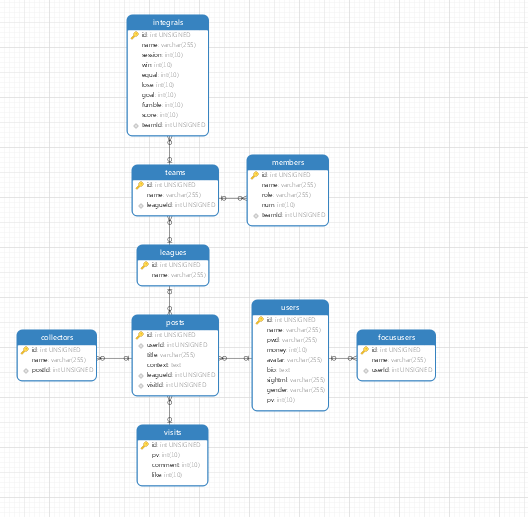 integrals
id: int UNSIGNED
name: varchar(255)
session: int(10)
win: int(10)
equal: int(10)
lose: int(10)
goal: int(10)
fumble: int(10)
score: int(10)
teamId: int UNSIGNED
teams
id: int UNSIGNED
name: varchar(255)
leagueId: int UNSIGNED
members
id: int UNSIGNED
name: varchar(255)
role: varchar(255)
num: int(10)
teamId: int UNSIGNED
leagues
id: int UNSIGNED
name: varchar(255)
collectors
id: int UNSIGNED
name: varchar(255)
postId: int UNSIGNED
posts
id: int UNSIGNED
userId: int UNSIGNED
title: varchar(255)
context: text
leagueId: int UNSIGNED
visitId: int UNSIGNED
users
id: int UNSIGNED
name: varchar(255)
pwd: varchar(255)
money: int(10)
avatar: varchar(255)
bio: text
sightml: varchar(255)
gender: varchar(255)
pv: int(10)
focususers
id: int UNSIGNED
name: varchar(255)
userId: int UNSIGNED
visits
id: int UNSIGNED
pv: int(10)
comment: int(10)
like: int(10)